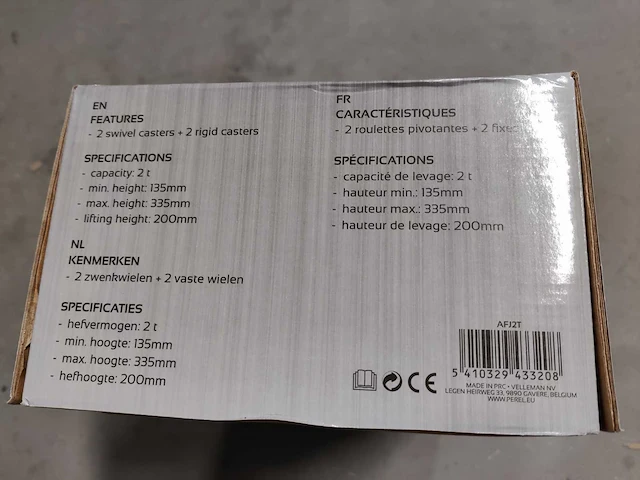 EN
FEATURES
- 2 swivel casters + 2 rigid casters
SPECIFICATIONS
- capacity: 2 t
- min. height: 135mm
- max. height: 335mm
- lifting height: 200mm
NL
KENMERKEN
- 2 zwenkwielen + 2 vaste wielen
SPECIFICATIES
- hefvermogen: 2 t
- min. hoogte: 135mm
- max. hoogte: 335mm
- hefhoogte: 200mm
FR
CARACTÉRISTIQUES
- 2 roulettes pivotantes + 2 fixes
SPÉCIFICATIONS
- capacité de levage: 2 t
- hauteur min.: 135mm
- hauteur max.: 335mm
- hauteur de levage: 200mm
AFJ2T
5 410329 433208
CE
MADE IN PRC • VELLEMAN NV
LEGEN HEIRWEG 33, 9890 GAVERE, BELGIUM
WWW.PEREL.EU